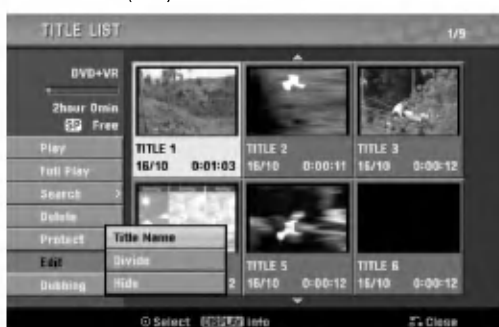 TITLE LIST
1/9
DVD+VR
2hour 0min
SP Free
Play
Full Play
Search >
Delete
Protect
Edit
Dubbing
Title Name
Divide
Hide
TITLE 1
16/10 0:01:03
TITLE 2
16/10 0:00:11
TITLE 3
16/10 0:00:12
2
TITLE 5
16/10 0:00:12
TITLE 6
16/10 0:00:12
Select DISPLAY Info
Close